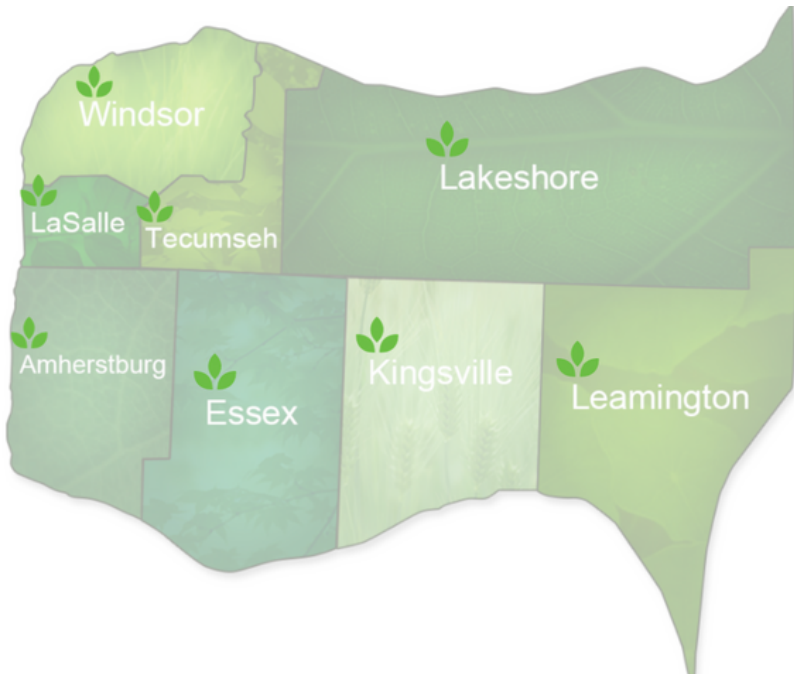 Windsor
Lakeshore
LaSalle
Tecumseh
Amherstburg
Essex
Kingsville
Leamington